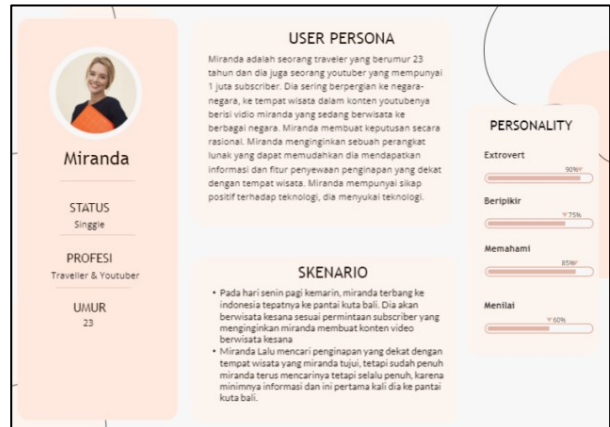 Miranda
STATUS
Singgle
PROFESI
Traveller & Youtuber
UMUR
23
USER PERSONA
Miranda adalah seorang traveler yang berumur 23
tahun dan dia juga seorang youtuber yang mempunyai
1 juta subscriber. Dia sering berpergian ke negara-
negara, ke tempat wisata dalam konten youtubenya
berisi vidio miranda yang sedang berwisata ke
berbagai negara. Miranda membuat keputusan secara
rasional. Miranda menginginkan sebuah perangkat
lunak yang dapat memudahkan dia mendapatkan
informasi dan fitur penyewaan penginapan yang dekat
dengan tempat wisata. Miranda mempunyai sikap
positif terhadap teknologi, dia menyukai teknologi.
SKENARIO
• Pada hari senin pagi kemarin, miranda terbang ke
indonesia tepatnya ke pantai kuta bali. Dia akan
berwisata kesana sesuai permintaan subscriber yang
menginginkan miranda membuat konten video
berwisata kesana
• Miranda Lalu mencari penginapan yang dekat dengan
tempat wisata yang miranda tujui, tetapi sudah penuh
miranda terus mencarinya tetapi selalu penuh, karena
minimnya informasi dan ini pertama kali dia ke pantai
kuta bali.
PERSONALITY
Extrovert
90%
Beripikir
75%
Memahami
85%
Menilai
60%